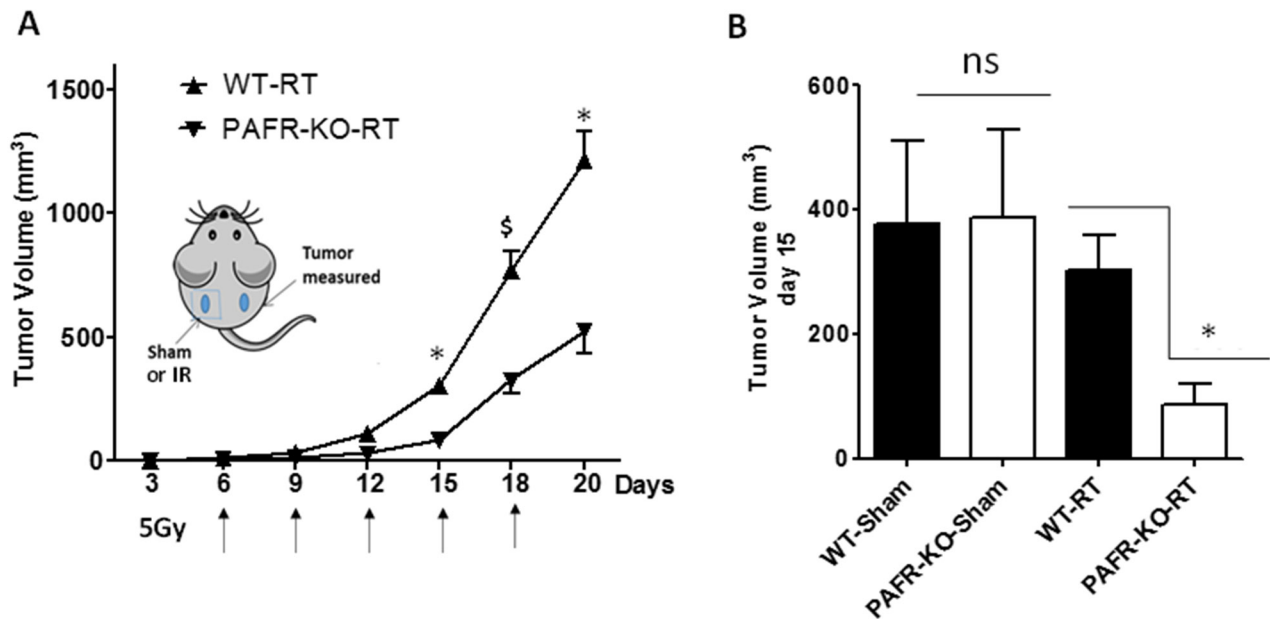 A
Tumor Volume (mm³)
1500
1000
500
0
WT-RT
PAFR-KO-RT
Tumor
measured
Sham
or IR
*
$
*
3 6 9 12 15 18 20 Days
5Gy
B
Tumor Volume (mm³)
day 15
600
400
200
0
ns
*
WT-Sham
PAFR-KO-Sham
WT-RT
PAFR-KO-RT